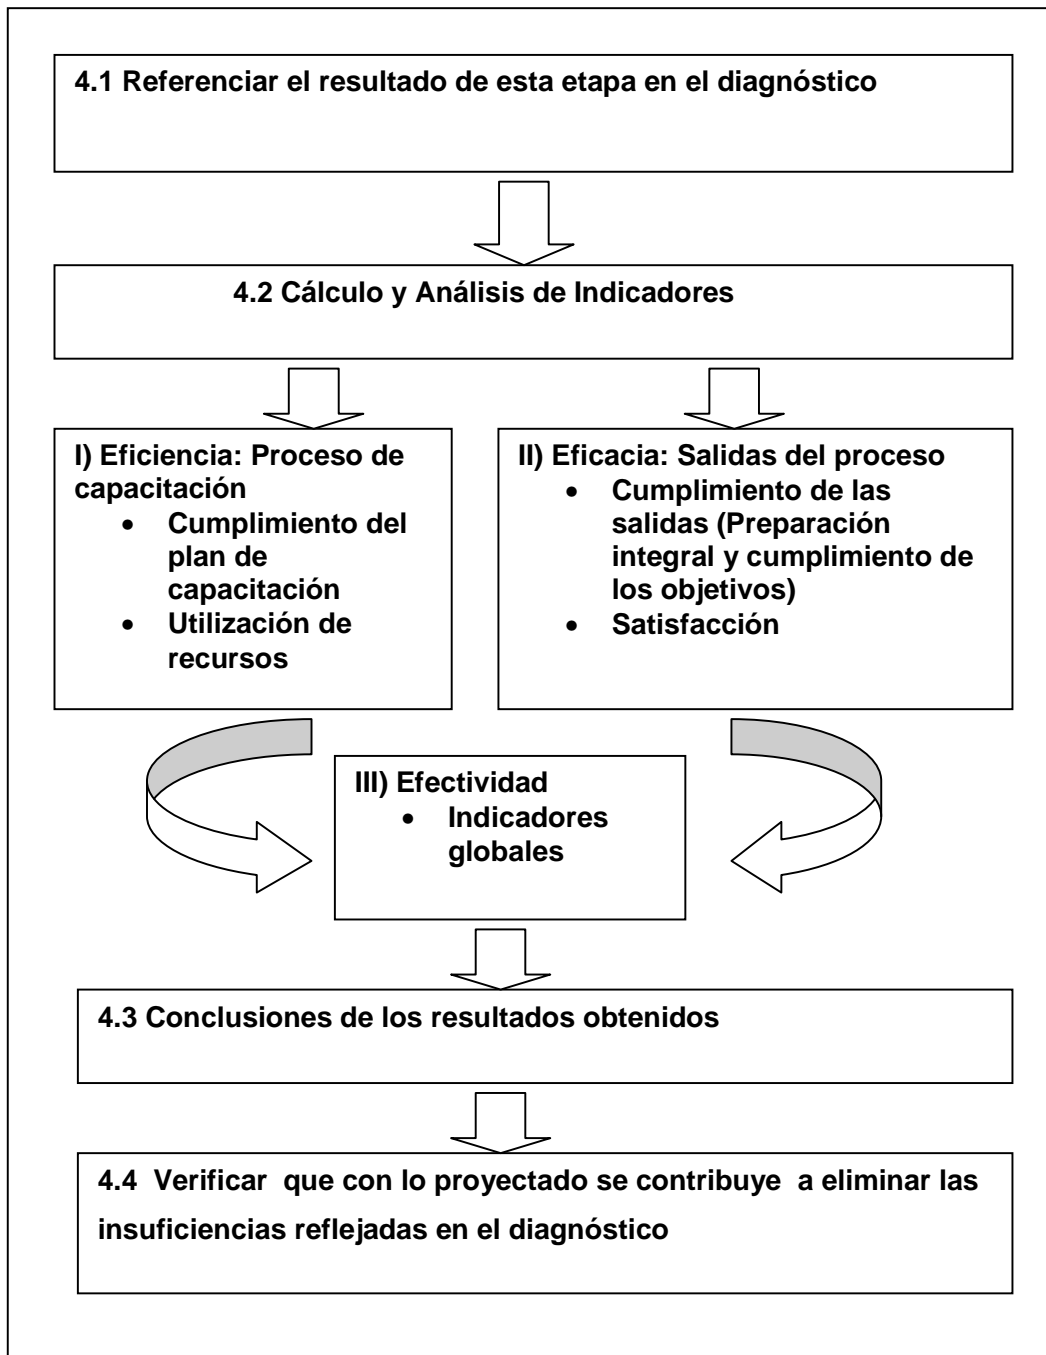 4.1 Referenciar el resultado de esta etapa en el diagnóstico
4.2 Cálculo y Análisis de Indicadores
I) Eficiencia: Proceso de
capacitación
• Cumplimiento del
plan de
capacitación
• Utilización de
recursos
II) Eficacia: Salidas del proceso
• Cumplimiento de las
salidas (Preparación
integral y cumplimiento de
los objetivos)
• Satisfacción
III) Efectividad
• Indicadores
globales
4.3 Conclusiones de los resultados obtenidos
4.4 Verificar que con lo proyectado se contribuye a eliminar las
insuficiencias reflejadas en el diagnóstico